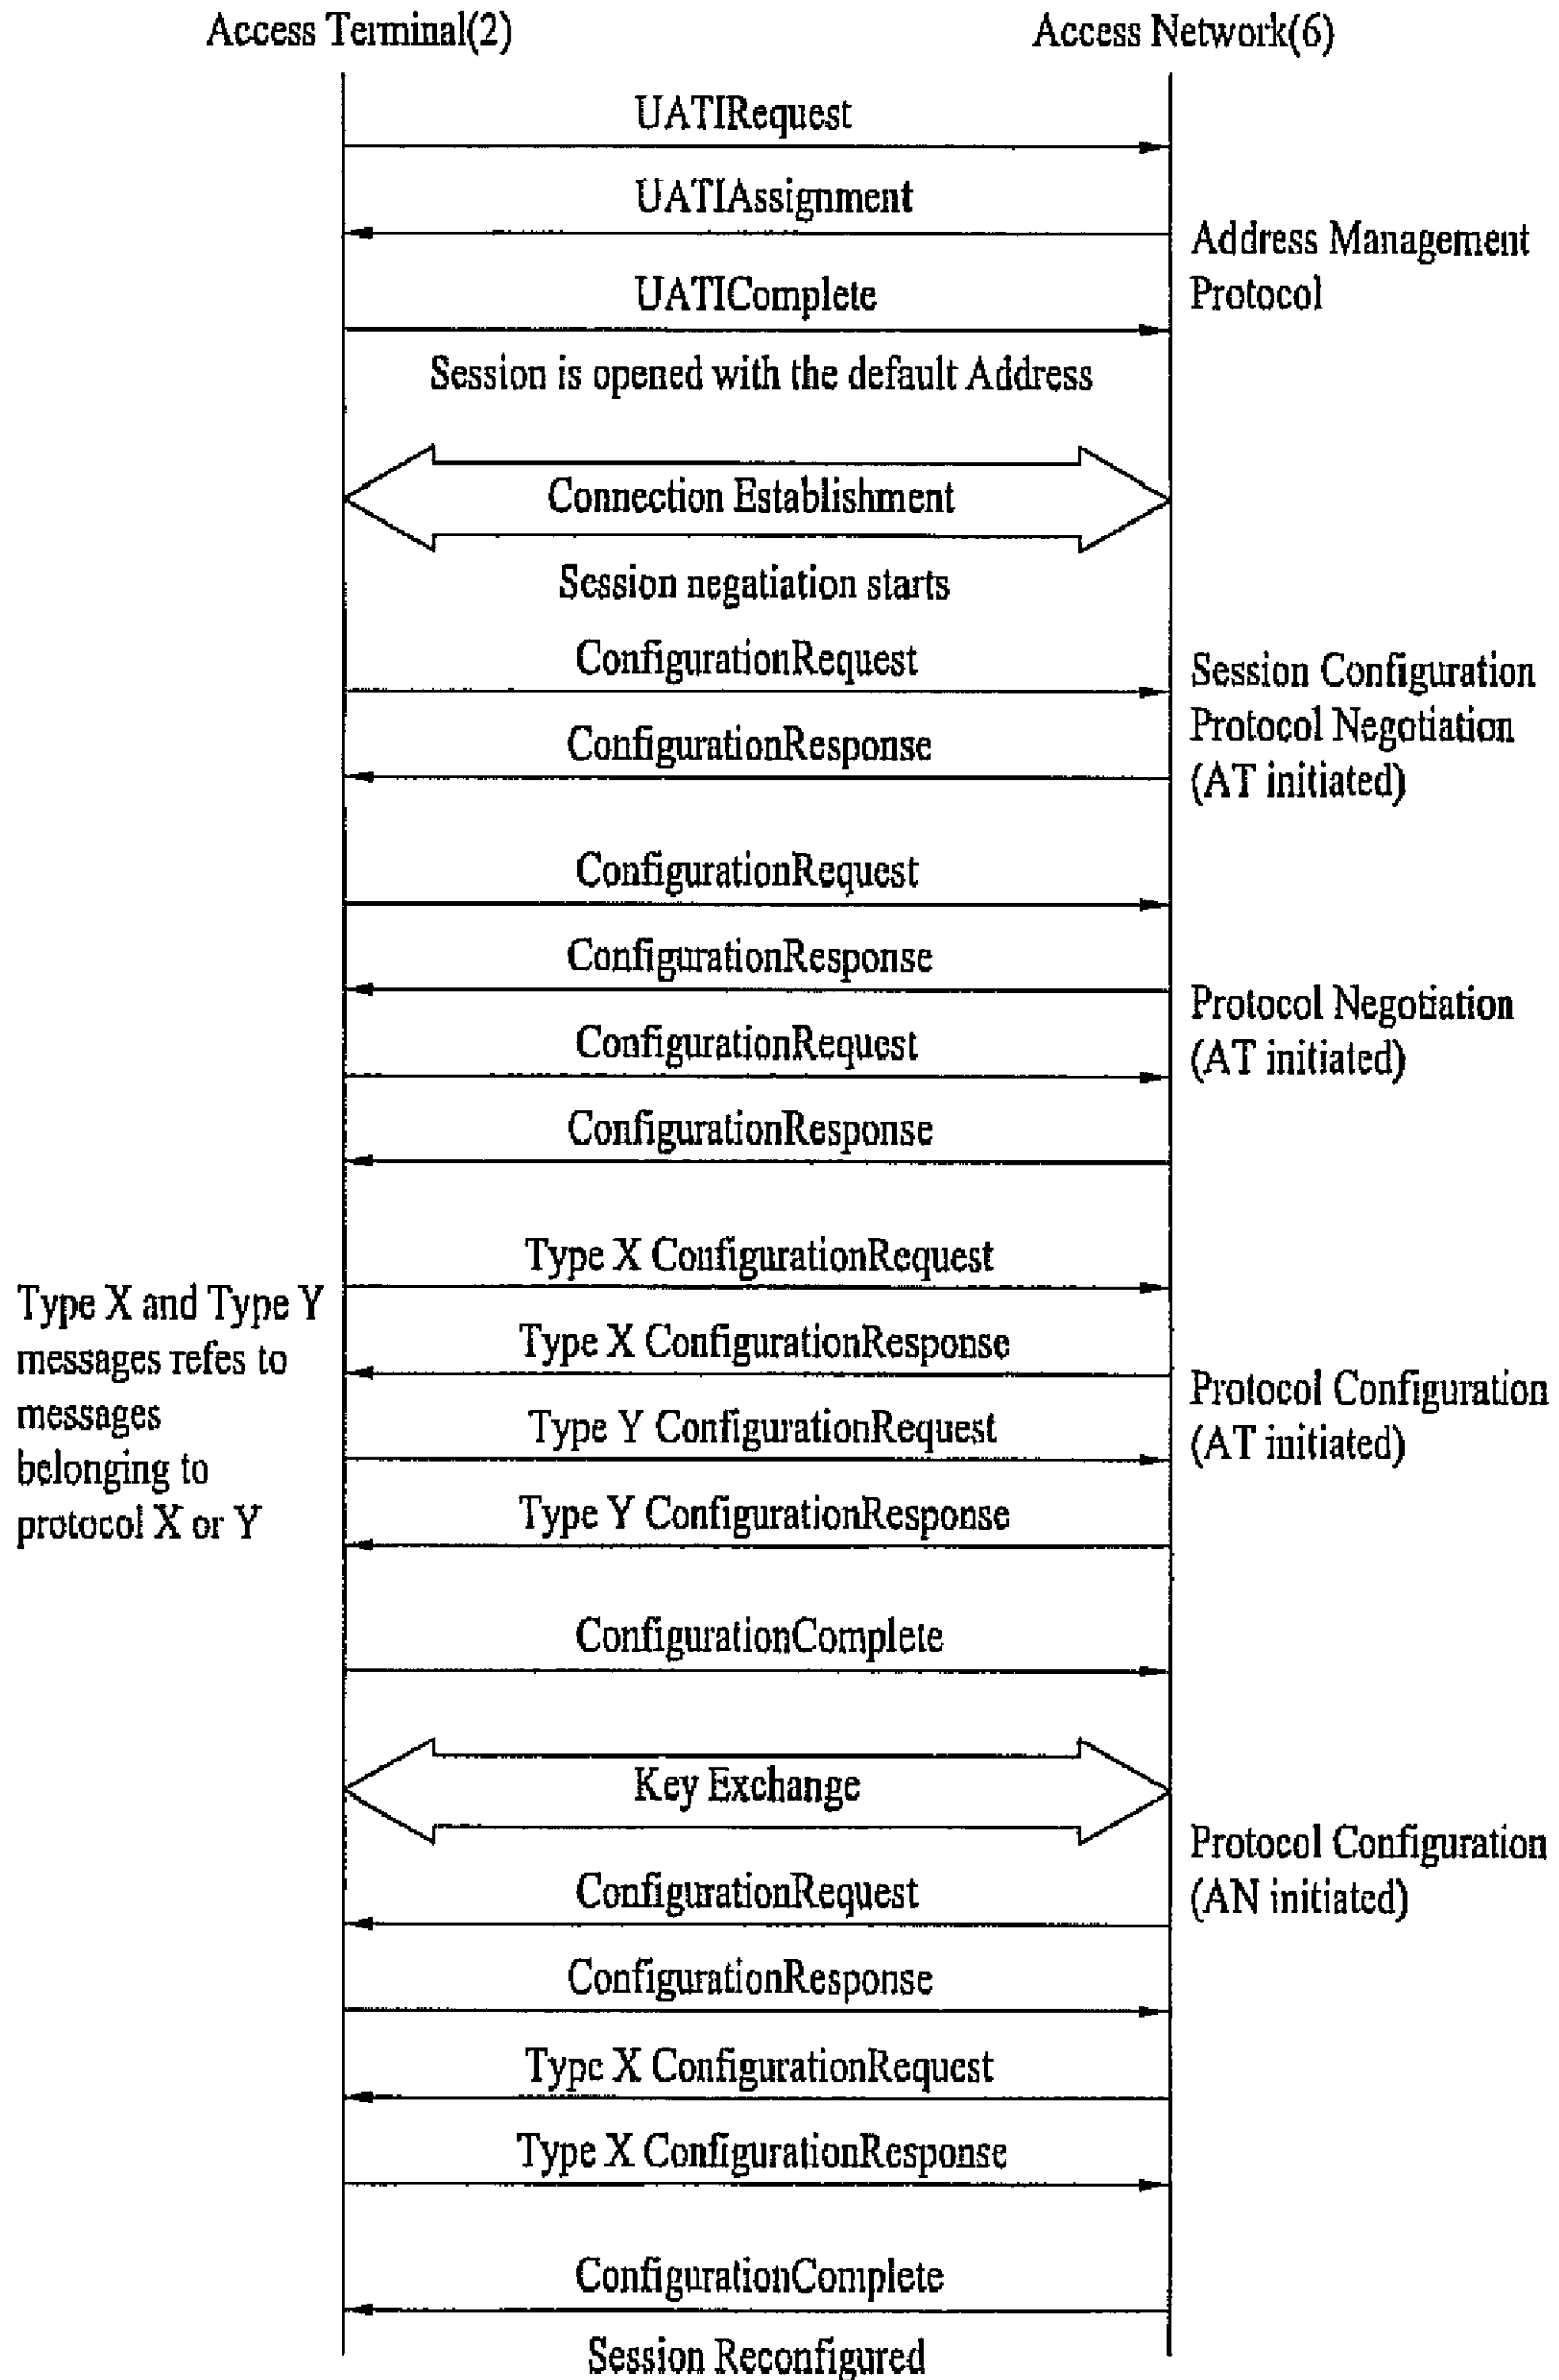 Access Terminal(2)
Access Network(6)
UATIRequest
UATIAssignment
Address Management
Protocol
UATIComplete
Session is opened with the default Address
Connection Establishment
Session negatiation starts
ConfigurationRequest
Session Configuration
Protocol Negotiation
(AT initiated)
ConfigurationResponse
ConfigurationRequest
ConfigurationResponse
Protocol Negotiation
(AT initiated)
ConfigurationRequest
ConfigurationResponse
Type X ConfigurationRequest
Type X and Type Y
messages refes to
messages
belonging to
protocol X or Y
Type X ConfigurationResponse
Protocol Configuration
(AT initiated)
Type Y ConfigurationRequest
Type Y ConfigurationResponse
ConfigurationComplete
Key Exchange
Protocol Configuration
(AN initiated)
ConfigurationRequest
ConfigurationResponse
Type X ConfigurationRequest
Type X ConfigurationResponse
ConfigurationComplete
Session Reconfigured